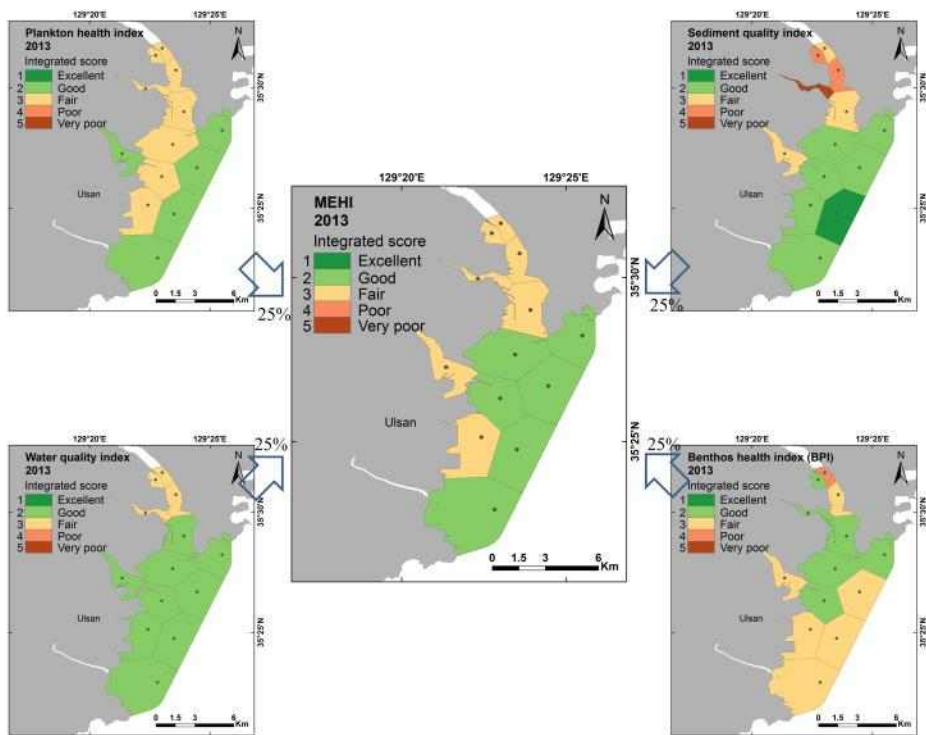 129°20'E 129°25'E
Plankton health index
2013
Integrated score
1 Excellent
2 Good
3 Fair
4 Poor
5 Very poor
N
35°30'N
35°25'N
Ulsan
0 1.5 3 6
Km
25%
129°20'E 129°25'E
Sediment quality index
2013
Integrated score
1 Excellent
2 Good
3 Fair
4 Poor
5 Very poor
N
35°30'N
35°25'N
Ulsan
0 1.5 3 6
Km
25%
129°20'E 129°25'E
MEHI
2013
Integrated score
1 Excellent
2 Good
3 Fair
4 Poor
5 Very poor
N
35°30'N
35°25'N
Ulsan
0 1.5 3 6
Km
25%
129°20'E 129°25'E
Water quality index
2013
Integrated score
1 Excellent
2 Good
3 Fair
4 Poor
5 Very poor
N
35°30'N
35°25'N
Ulsan
0 1.5 3 6
Km
25%
129°20'E 129°25'E
Benthos health index (BPI)
2013
Integrated score
1 Excellent
2 Good
3 Fair
4 Poor
5 Very poor
N
35°30'N
35°25'N
Ulsan
0 1.5 3 6
Km